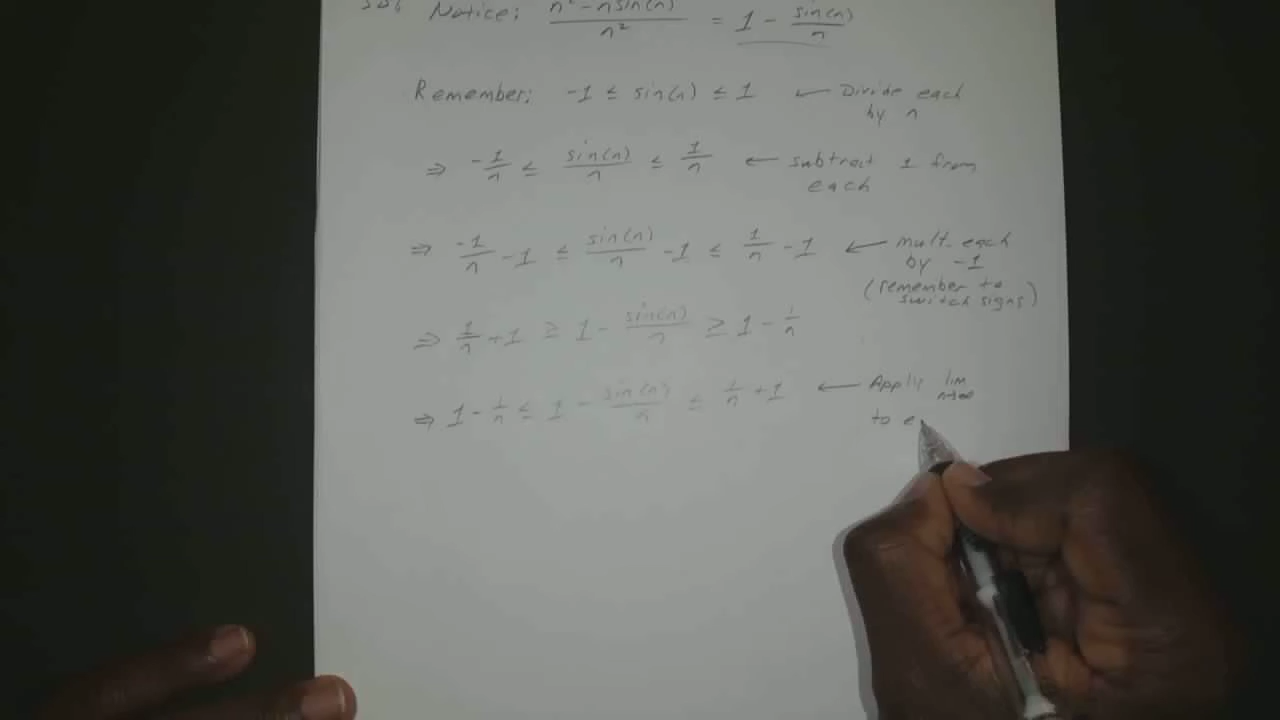 Notice: n² - n sin(n) / n² = 1 - sin(n)/n
Remember: -1 ≤ sin(n) ≤ 1 ← Divide each
by n
⇒ -1/n ≤ sin(n)/n ≤ 1/n ← subtract 1 from
each
⇒ -1/n - 1 ≤ sin(n)/n - 1 ≤ 1/n - 1 ← mult. each
by -1
(remember to
switch signs)
⇒ 1/n + 1 ≥ 1 - sin(n)/n ≥ 1 - 1/n
⇒ 1 - 1/n ≤ 1 - sin(n)/n ≤ 1/n + 1 ← Apply lim n→∞
to e